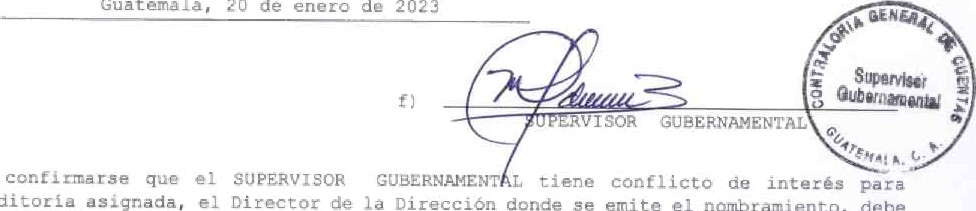 Guatemala, 20 de enero de 2023
f)
SUPERVISOR GUBERNAMENTAL
CONTRALORIA GENERAL DE CUENTAS
Supervisor
Gubernamental
GUATEMALA, C. A.
confirmarse que el SUPERVISOR GUBERNAMENTAL tiene conflicto de interés para
ditoría asignada, el Director de la Dirección donde se emite el nombramiento, debe